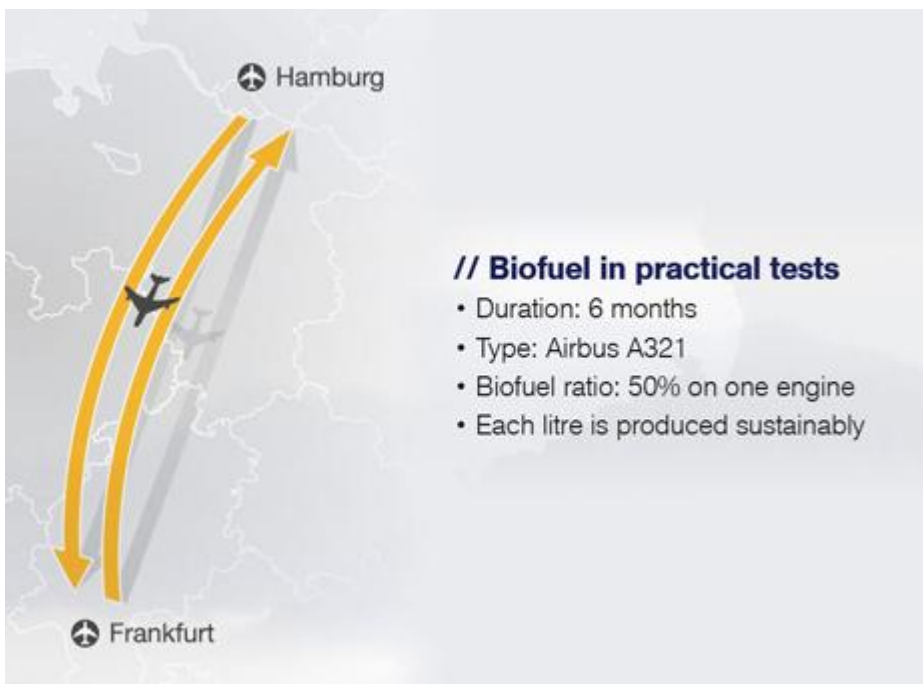 Hamburg
// Biofuel in practical tests
• Duration: 6 months
• Type: Airbus A321
• Biofuel ratio: 50% on one engine
• Each litre is produced sustainably
Frankfurt